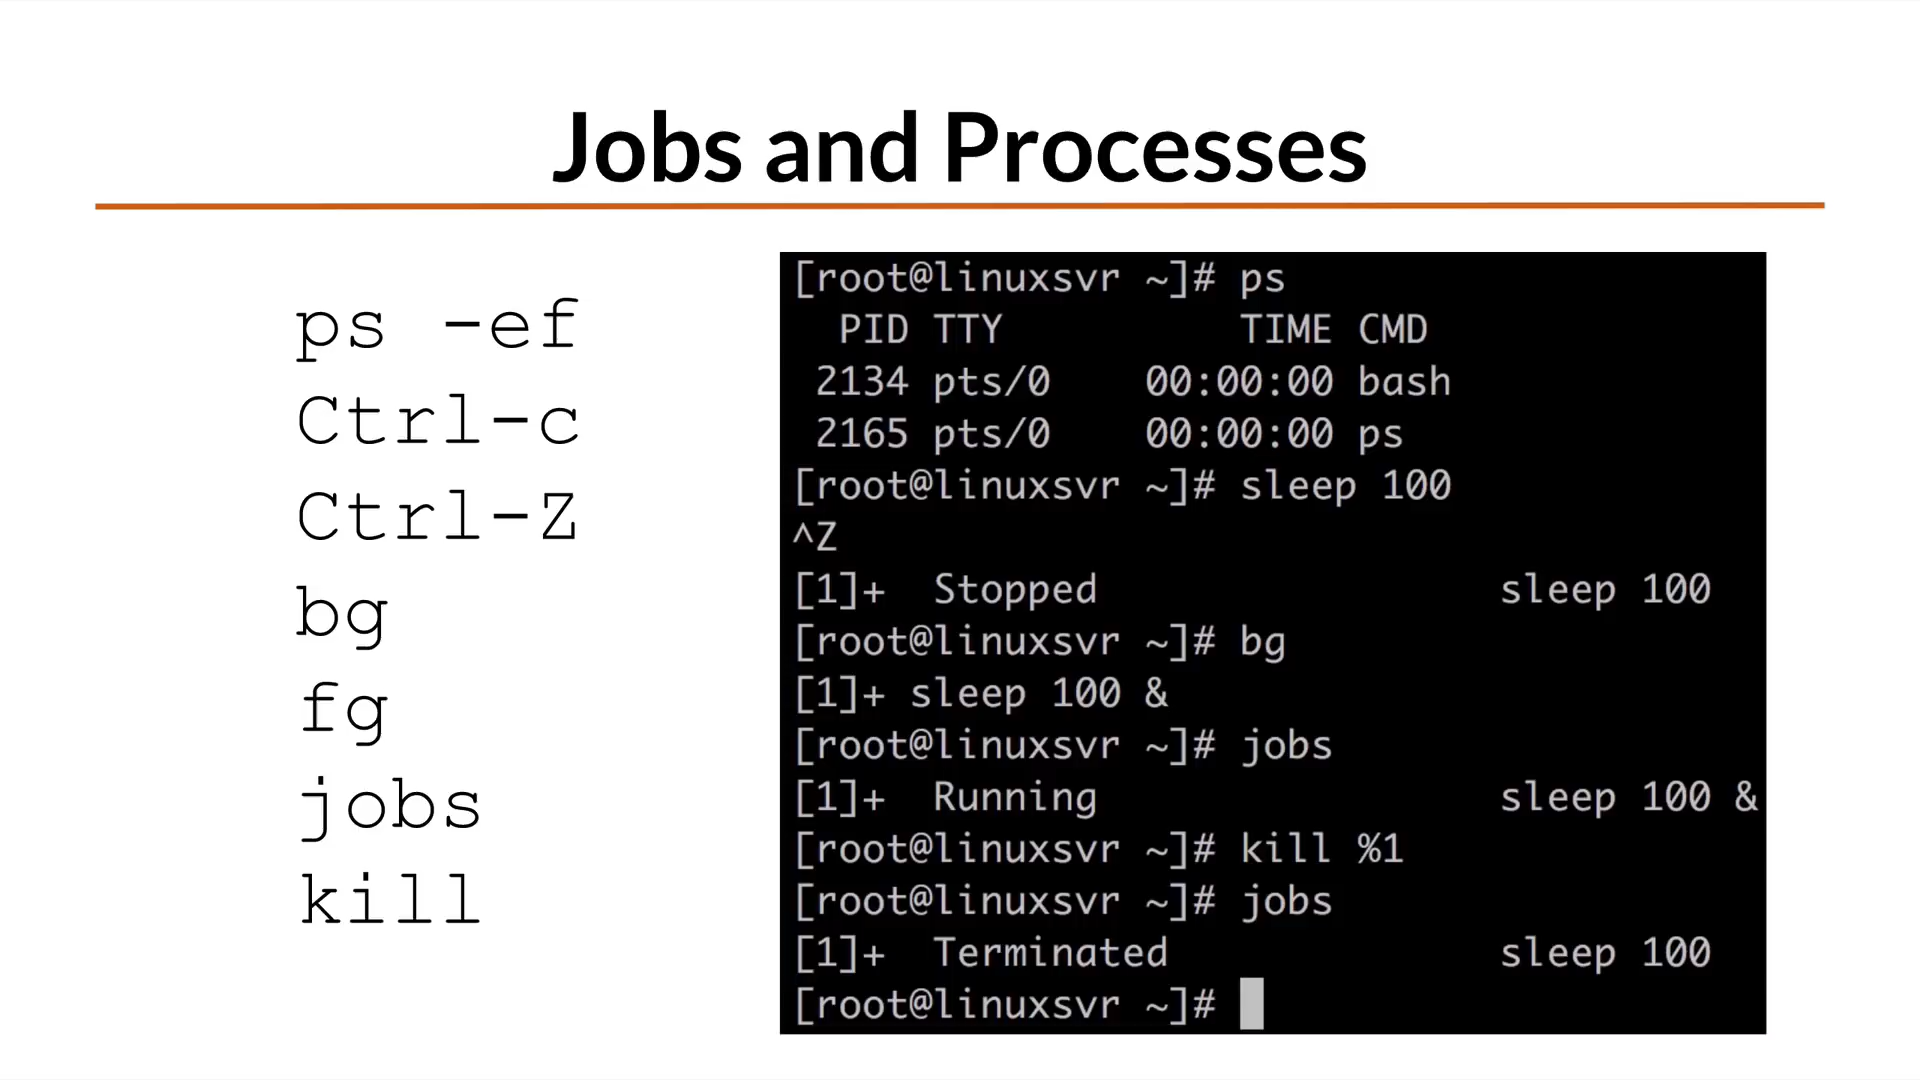 Jobs and Processes
ps -ef
Ctrl-c
Ctrl-Z
bg
fg
jobs
kill
[root@linuxsvr ~]# ps
  PID TTY          TIME CMD
 2134 pts/0    00:00:00 bash
 2165 pts/0    00:00:00 ps
[root@linuxsvr ~]# sleep 100
^Z
[1]+  Stopped                 sleep 100
[root@linuxsvr ~]# bg
[1]+ sleep 100 &
[root@linuxsvr ~]# jobs
[1]+  Running                 sleep 100 &
[root@linuxsvr ~]# kill %1
[root@linuxsvr ~]# jobs
[1]+  Terminated              sleep 100
[root@linuxsvr ~]#